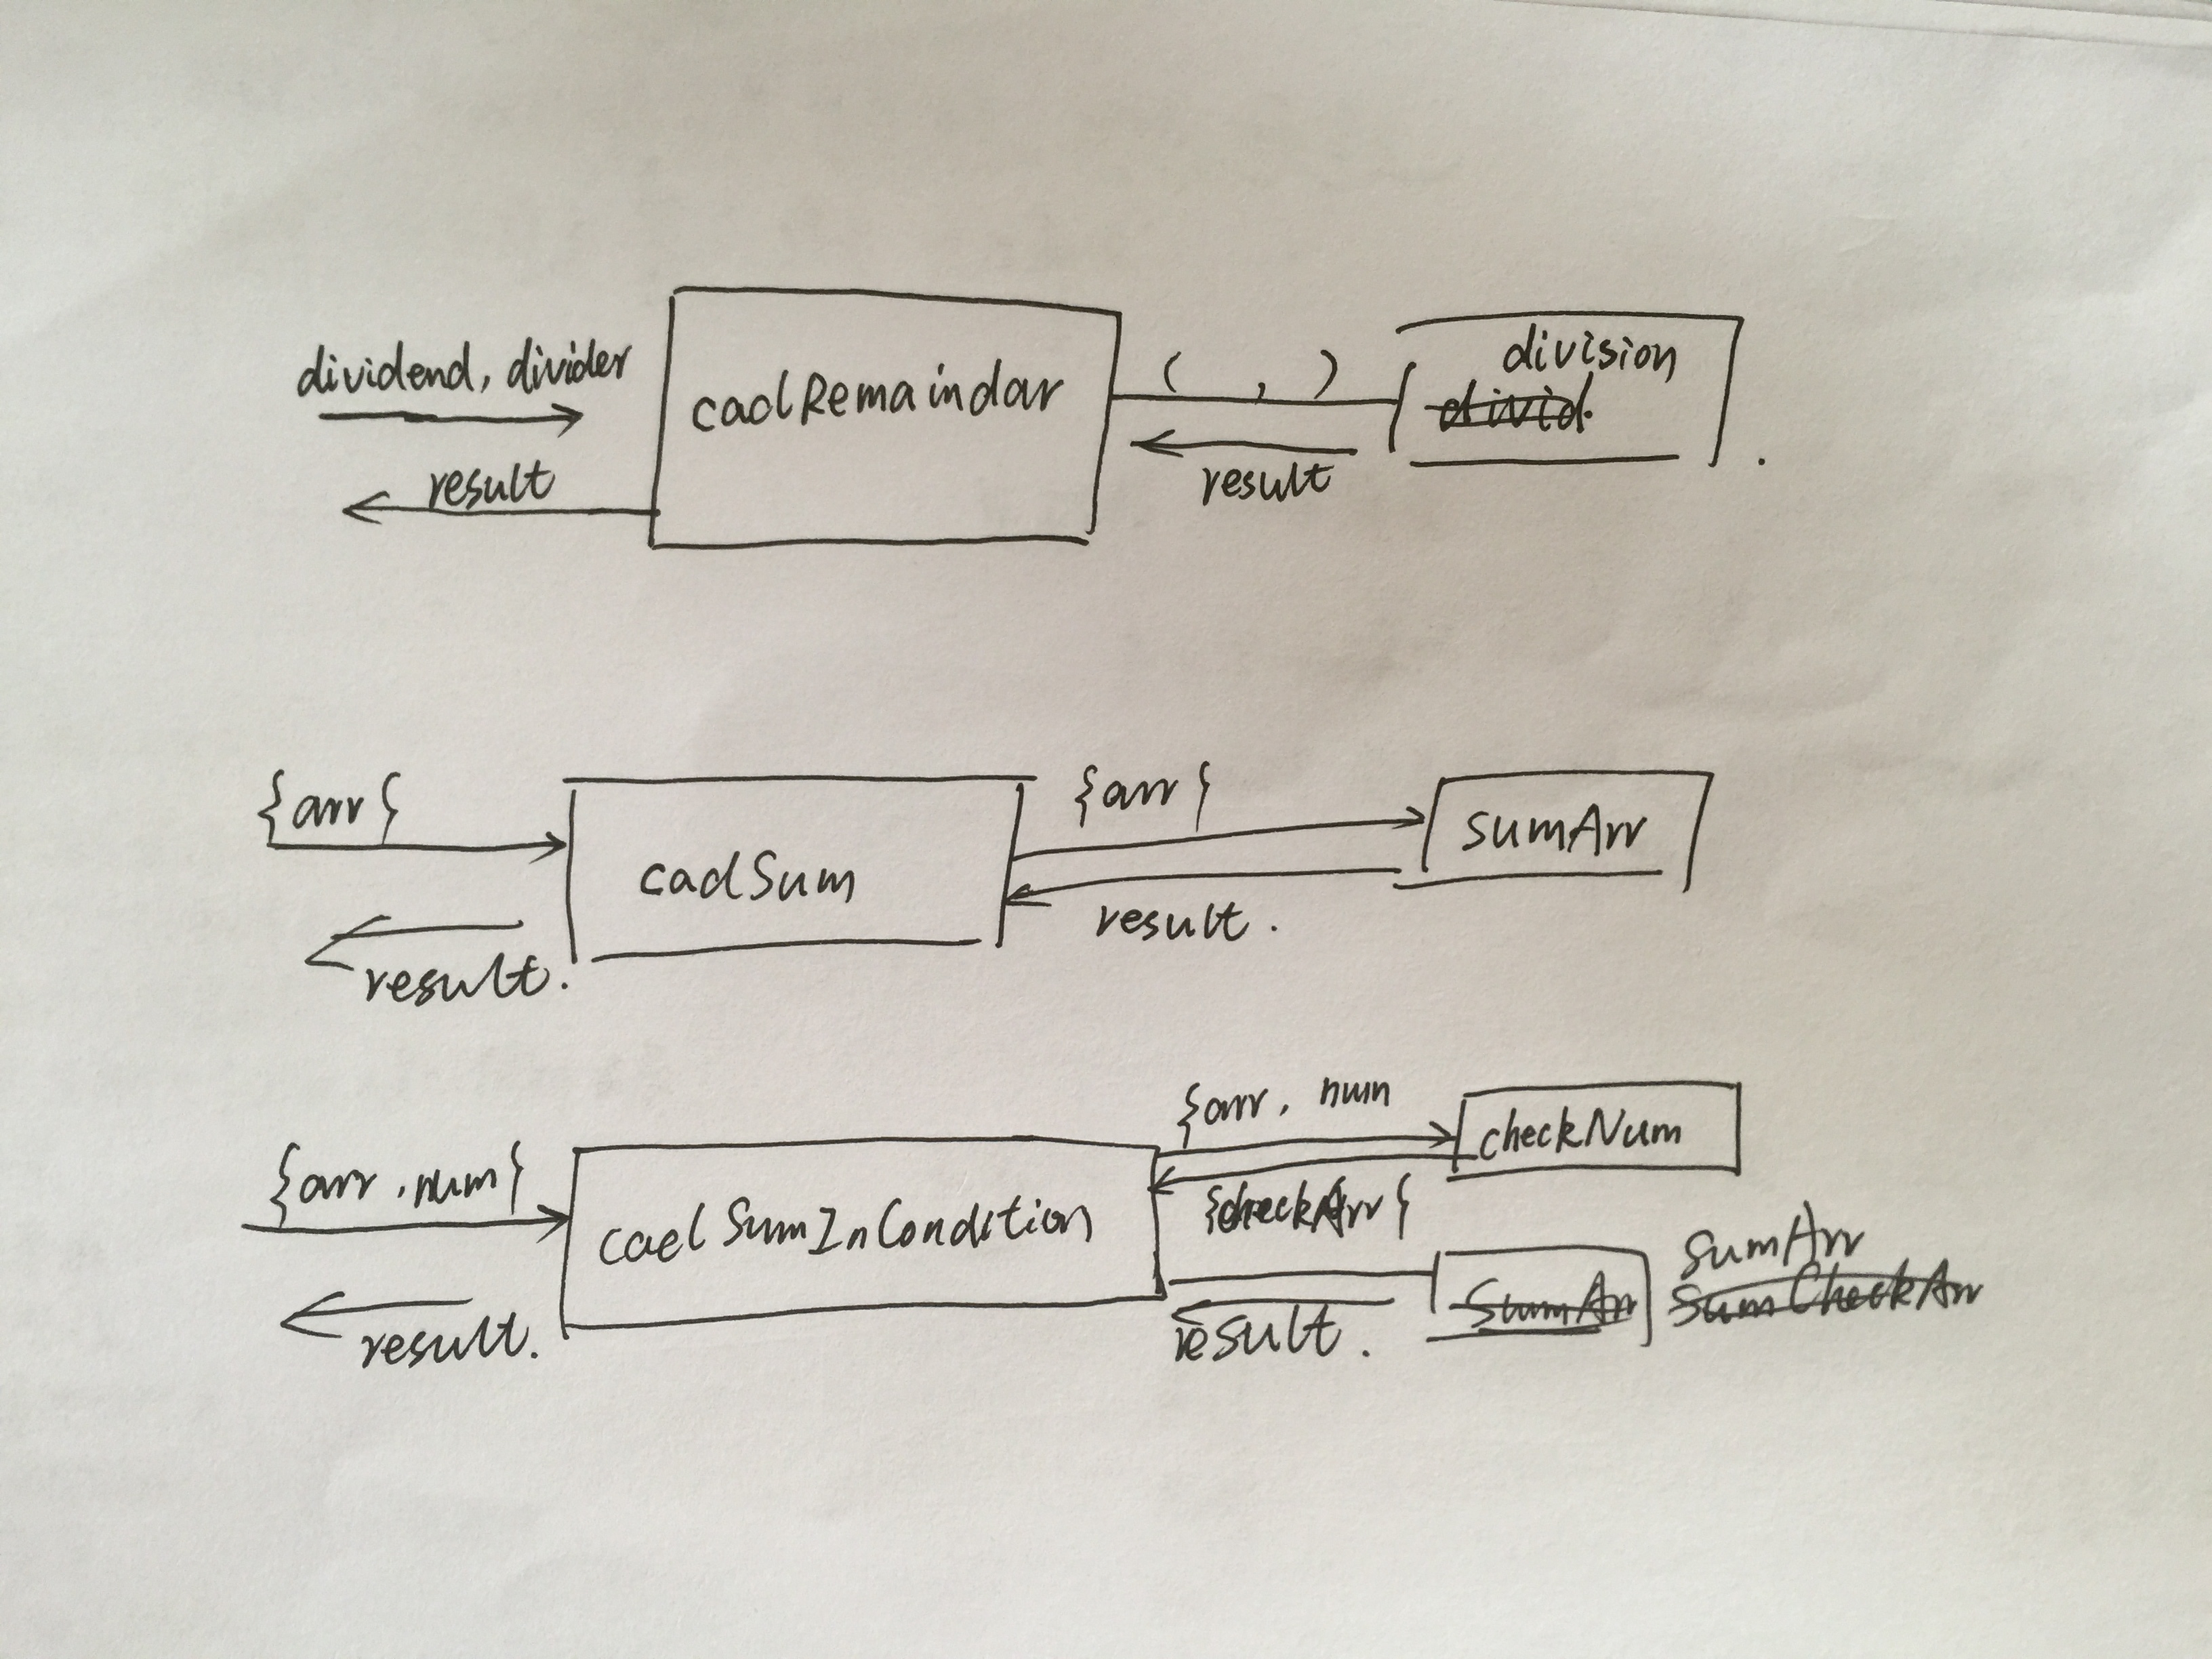 dividend, divider
result
cadRemaindar
( , )
result
division
divid.
{arr}
cadSum
{arr}
sumArr
result.
result.
{arr, num}
caelSumInCondition
{arr, num
checkNum
{checkArr}
sumArr
SumArr
sumCheckArr
result.
result.